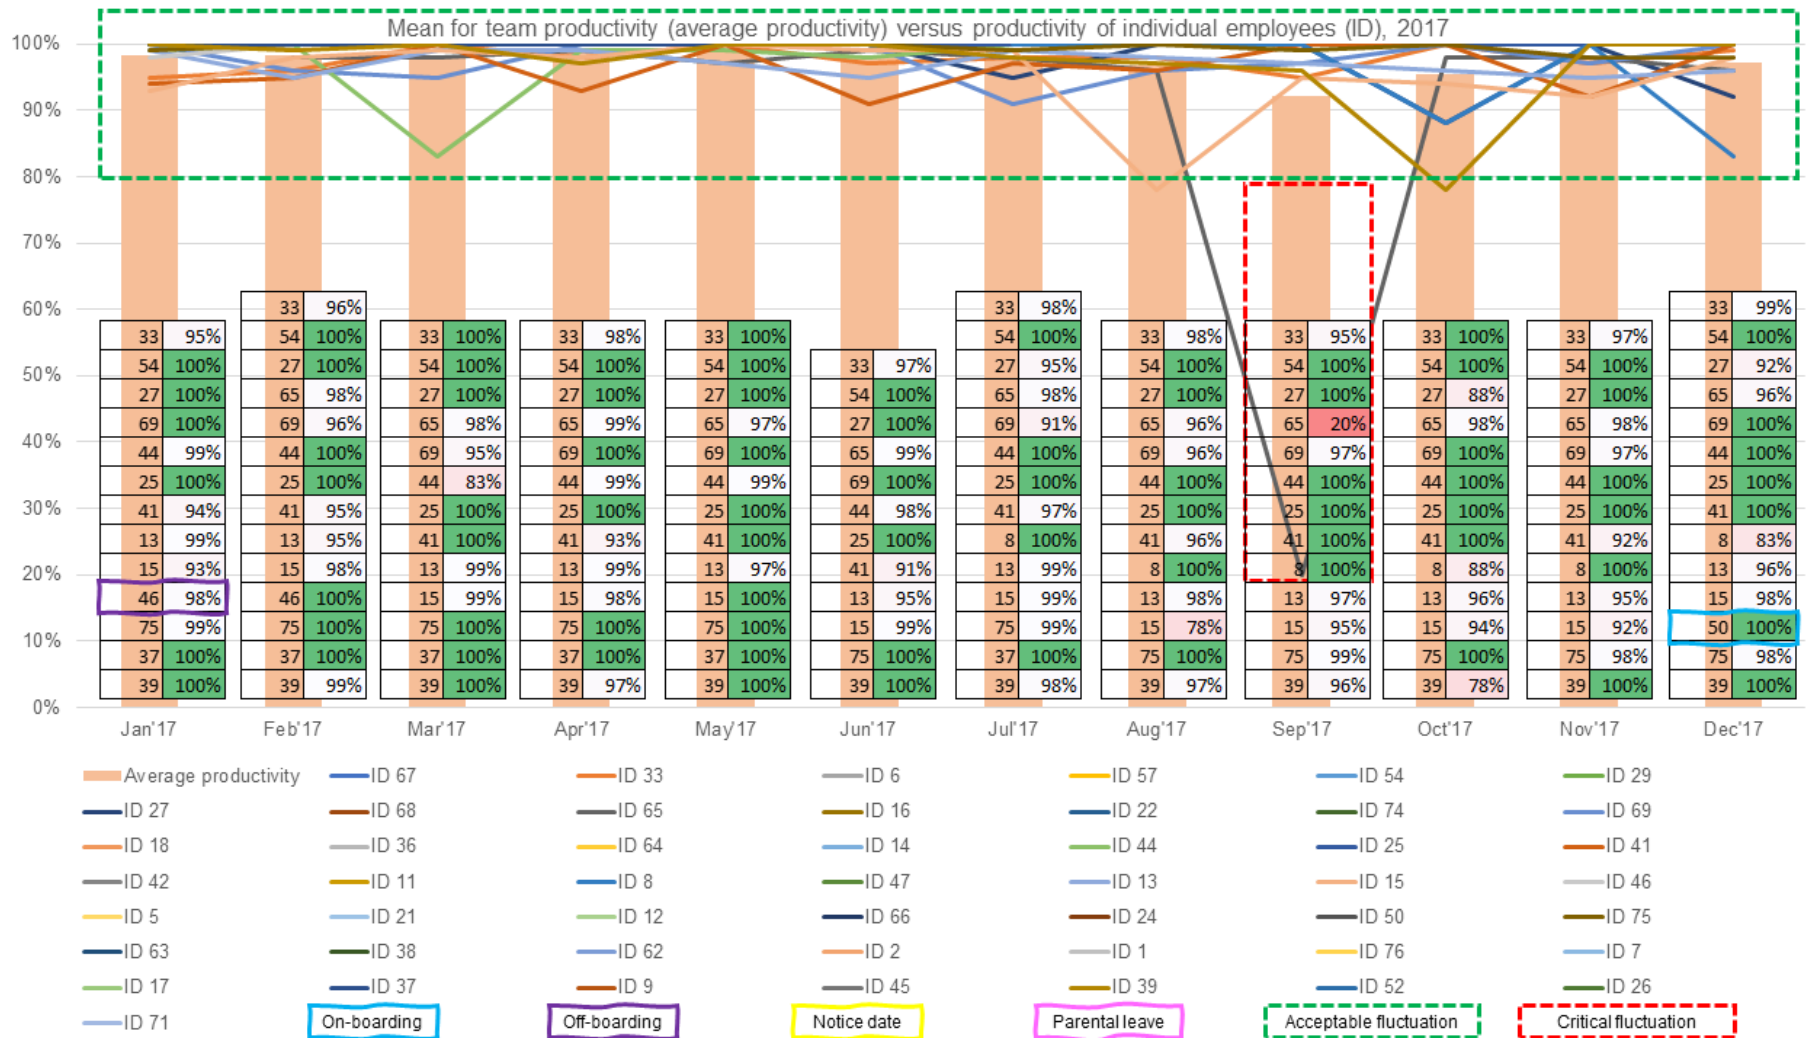 Mean for team productivity (average productivity) versus productivity of individual employees (ID), 2017
100%
90%
80%
70%
60% 33 96% 33 98% 33 99%
33 95% 54 100% 33 100% 33 98% 33 100% 54 100% 33 98% 33 95% 33 100% 33 97% 54 100%
54 100% 27 100% 54 100% 54 100% 54 100% 33 97% 27 95% 54 100% 54 100% 54 100% 54 100% 27 92%
50%
27 100% 65 98% 27 100% 27 100% 27 100% 54 100% 65 98% 27 100% 27 100% 27 88% 27 100% 65 96%
69 100% 69 96% 65 98% 65 99% 65 97% 27 100% 69 91% 65 96% 65 20% 65 98% 65 98% 69 100%
40%
44 99% 44 100% 69 95% 69 100% 69 100% 65 99% 44 100% 69 96% 69 97% 69 100% 69 97% 44 100%
25 100% 25 100% 44 83% 44 99% 44 99% 69 100% 25 100% 44 100% 44 100% 44 100% 44 100% 25 100%
30% 41 94% 41 95% 25 100% 25 100% 25 100% 44 98% 41 97% 25 100% 25 100% 25 100% 25 100% 41 100%
13 99% 13 95% 41 100% 41 93% 41 100% 25 100% 8 100% 41 96% 41 100% 41 100% 41 92% 8 83%
20% 15 93% 15 98% 13 99% 13 99% 13 97% 41 91% 13 99% 8 100% 8 100% 8 88% 8 100% 13 96%
46 98% 46 100% 15 99% 15 98% 15 100% 13 95% 15 99% 13 98% 13 97% 13 96% 13 95% 15 98%
75 99% 75 100% 75 100% 75 100% 75 100% 15 99% 75 99% 15 78% 15 95% 15 94% 15 92% 50 100%
10%
37 100% 37 100% 37 100% 37 100% 37 100% 75 100% 37 100% 75 100% 75 99% 75 100% 75 98% 75 98%
39 100% 39 99% 39 100% 39 97% 39 100% 39 100% 39 98% 39 97% 39 96% 39 78% 39 100% 39 100%
0%
Jan'17 Feb'17 Mar'17 Apr'17 May'17 Jun'17 Jul'17 Aug'17 Sep'17 Oct'17 Nov'17 Dec'17
Average productivity ID 67 ID 33 ID 6 ID 57 ID 54 ID 29
ID 27 ID 68 ID 65 ID 16 ID 22 ID 74 ID 69
ID 18 ID 36 ID 64 ID 14 ID 44 ID 25 ID 41
ID 42 ID 11 ID 8 ID 47 ID 13 ID 15 ID 46
ID 5 ID 21 ID 12 ID 66 ID 24 ID 50 ID 75
ID 63 ID 38 ID 62 ID 2 ID 1 ID 76 ID 7
ID 17 ID 37 ID 9 ID 45 ID 39 ID 52 ID 26
ID 71 On-boarding Off-boarding Notice date Parental leave Acceptable fluctuation Critical fluctuation